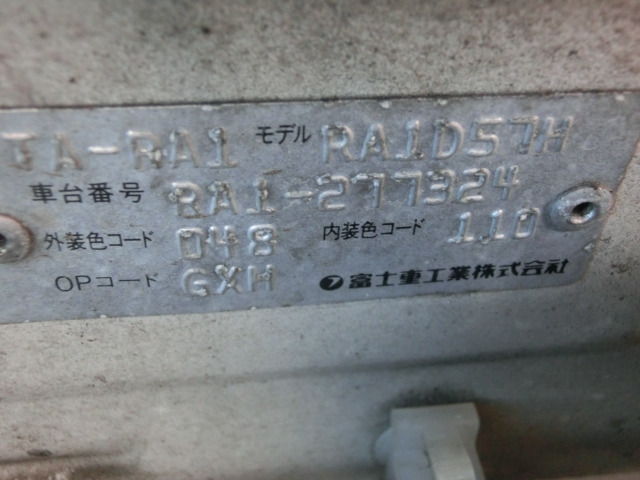 TA-RA1 モデル RA1D57H
車台番号 RA1-277324
外装色コード 048 内装色コード 110
OPコード GXH 富士重工業株式会社